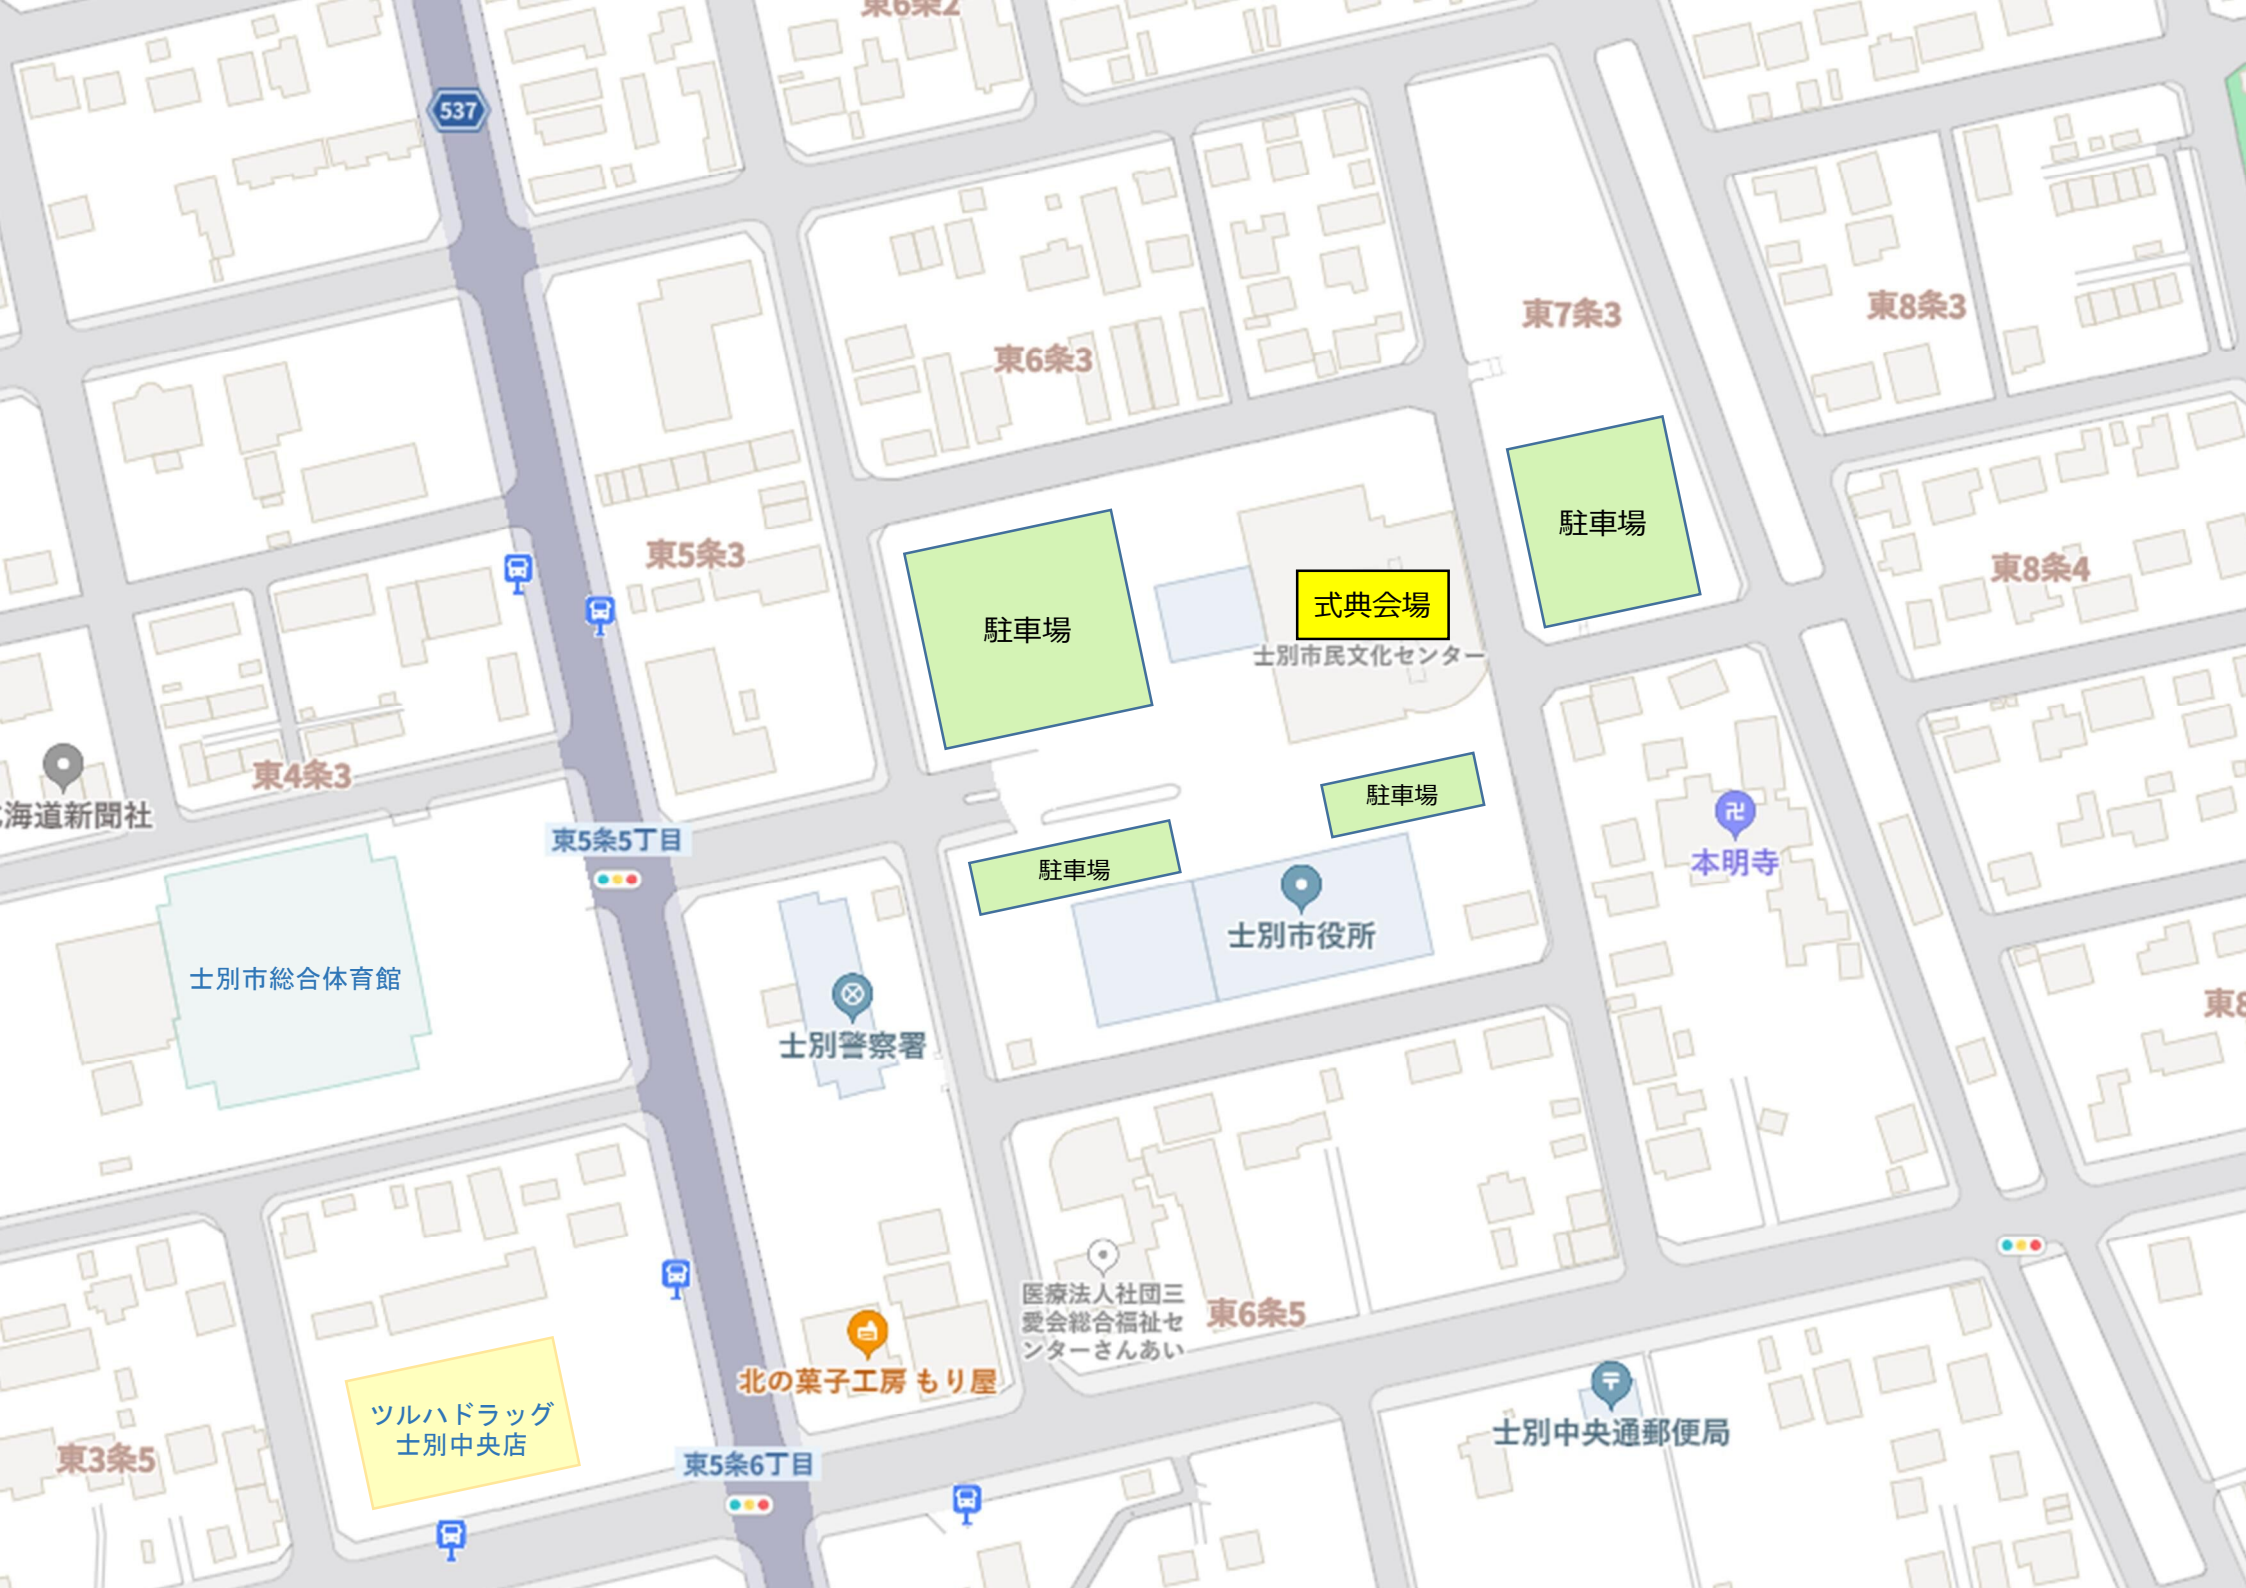 東6条2
537
東7条3
東8条3
東6条3
駐車場
東5条3
東8条4
式典会場
駐車場
士別市民文化センター
東4条3
海道新聞社
駐車場
東5条5丁目
駐車場
本明寺
士別市役所
士別市総合体育館
東8
士別警察署
医療法人社団三
愛会総合福祉セ
ンターさんあい
東6条5
北の菓子工房 もり屋
ツルハドラッグ
士別中央店
士別中央通郵便局
東3条5
東5条6丁目